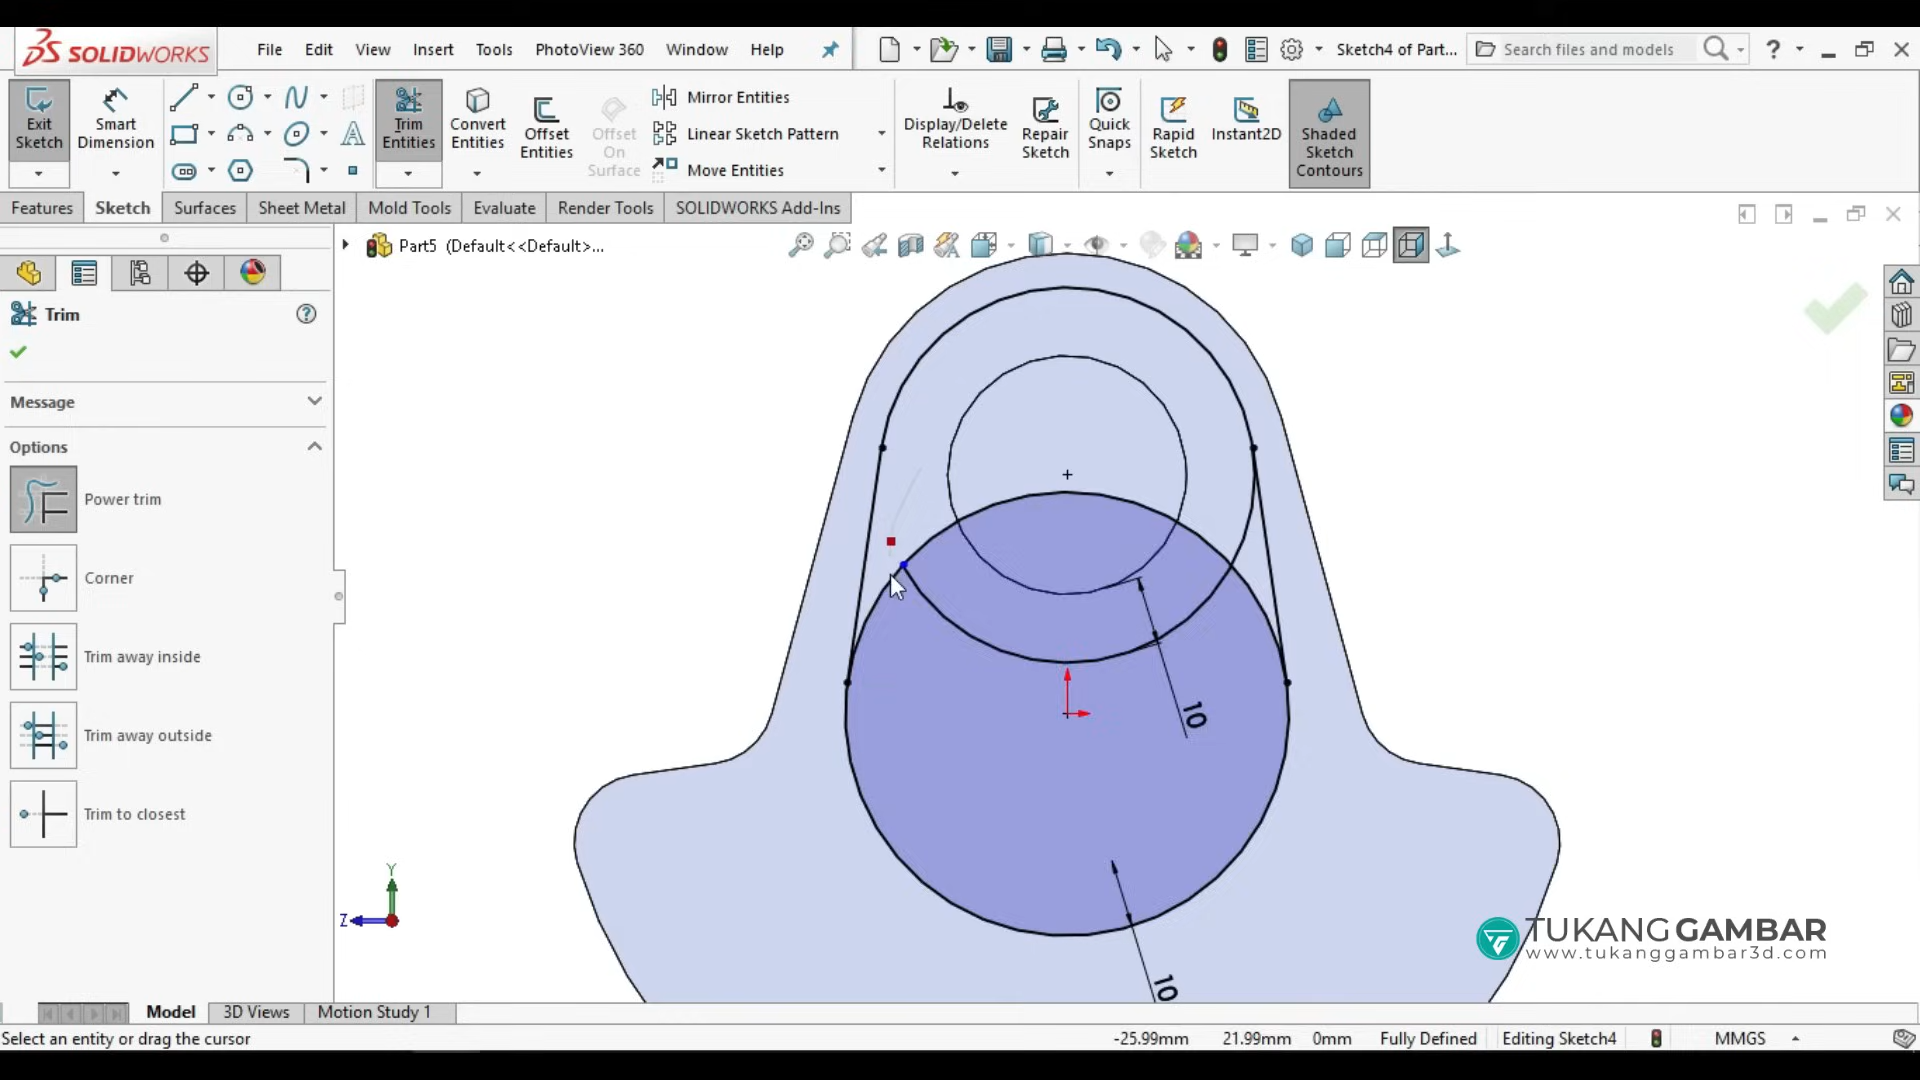 SOLIDWORKS File Edit View Insert Tools PhotoView 360 Window Help Sketch4 of Part... Search files and models ?
Exit Sketch
Smart Dimension
Trim Entities
Convert Entities
Offset Entities
Offset On Surface
Mirror Entities
Linear Sketch Pattern
Move Entities
Display/Delete Relations
Repair Sketch
Quick Snaps
Rapid Sketch
Instant2D
Shaded Sketch Contours
Features Sketch Surfaces Sheet Metal Mold Tools Evaluate Render Tools SOLIDWORKS Add-Ins
Part5 (Default<<Default>...
Trim ?
Message
Options
Power trim
Corner
Trim away inside
Trim away outside
Trim to closest
10
10
Y
Z
TUKANGGAMBAR
www.tukanggambar3d.com
Model 3D Views Motion Study 1
Select an entity or drag the cursor -25.99mm 21.99mm 0mm Fully Defined Editing Sketch4 MMGS